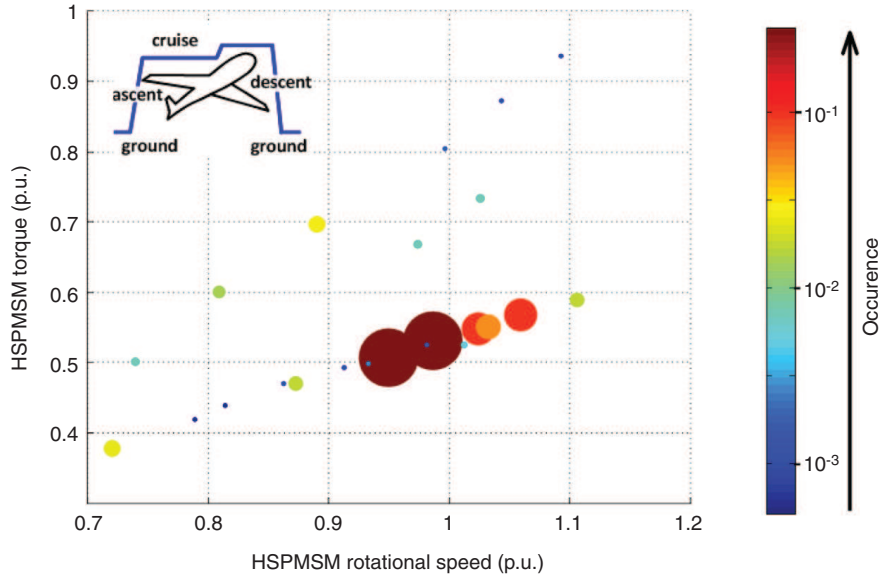 1
0.9
0.8
0.7
0.6
0.5
0.4
HSPMSM torque (p.u.)
cruise
ascent
descent
ground
ground
0.7
0.8
0.9
1
1.1
1.2
HSPMSM rotational speed (p.u.)
10-1
10-2
10-3
Occurence